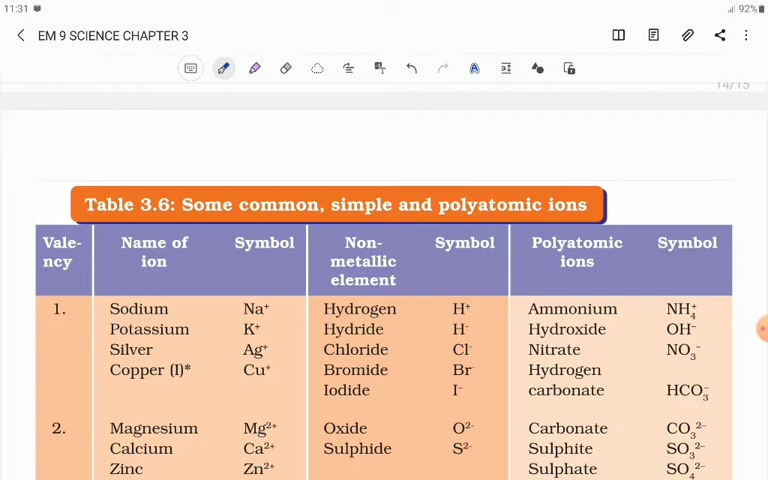 11:31 92%
EM 9 SCIENCE CHAPTER 3
14/15
Table 3.6: Some common, simple and polyatomic ions
Vale- Name of Symbol Non- Symbol Polyatomic Symbol
ncy ion metallic ions
element
1. Sodium Na⁺ Hydrogen H⁺ Ammonium NH₄⁺
Potassium K⁺ Hydride H⁻ Hydroxide OH⁻
Silver Ag⁺ Chloride Cl⁻ Nitrate NO₃⁻
Copper (I)* Cu⁺ Bromide Br⁻ Hydrogen
Iodide I⁻ carbonate HCO₃⁻
2. Magnesium Mg²⁺ Oxide O²⁻ Carbonate CO₃²⁻
Calcium Ca²⁺ Sulphide S²⁻ Sulphite SO₃²⁻
Zinc Zn²⁺ Sulphate SO₄²⁻